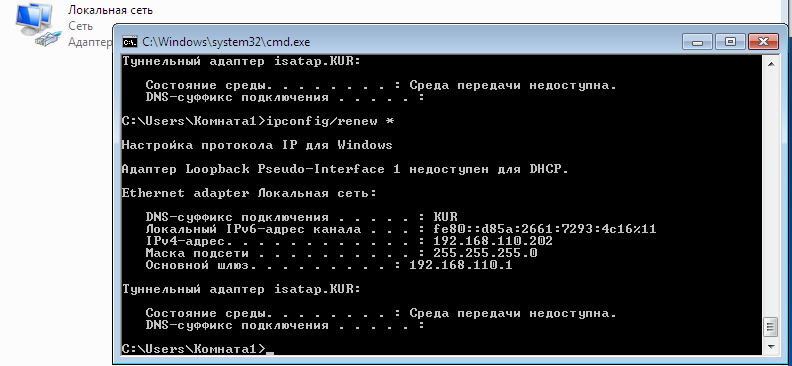 Локальная сеть
Сеть
Адаптер
C:\Windows\system32\cmd.exe
Туннельный адаптер isatap.KUR:
Состояние среды. . . . . . . . : Среда передачи недоступна.
DNS-суффикс подключения . . . . . :
C:\Users\Комната1>ipconfig/renew *
Настройка протокола IP для Windows
Адаптер Loopback Pseudo-Interface 1 недоступен для DHCP.
Ethernet adapter Локальная сеть:
DNS-суффикс подключения . . . . . : KUR
Локальный IPv6-адрес канала . . . : fe80::d85a:2661:7293:4c16%11
IPv4-адрес. . . . . . . . . . . . : 192.168.110.202
Маска подсети . . . . . . . . . . : 255.255.255.0
Основной шлюз. . . . . . . . . : 192.168.110.1
Туннельный адаптер isatap.KUR:
Состояние среды. . . . . . . . : Среда передачи недоступна.
DNS-суффикс подключения . . . . . :
C:\Users\Комната1>_